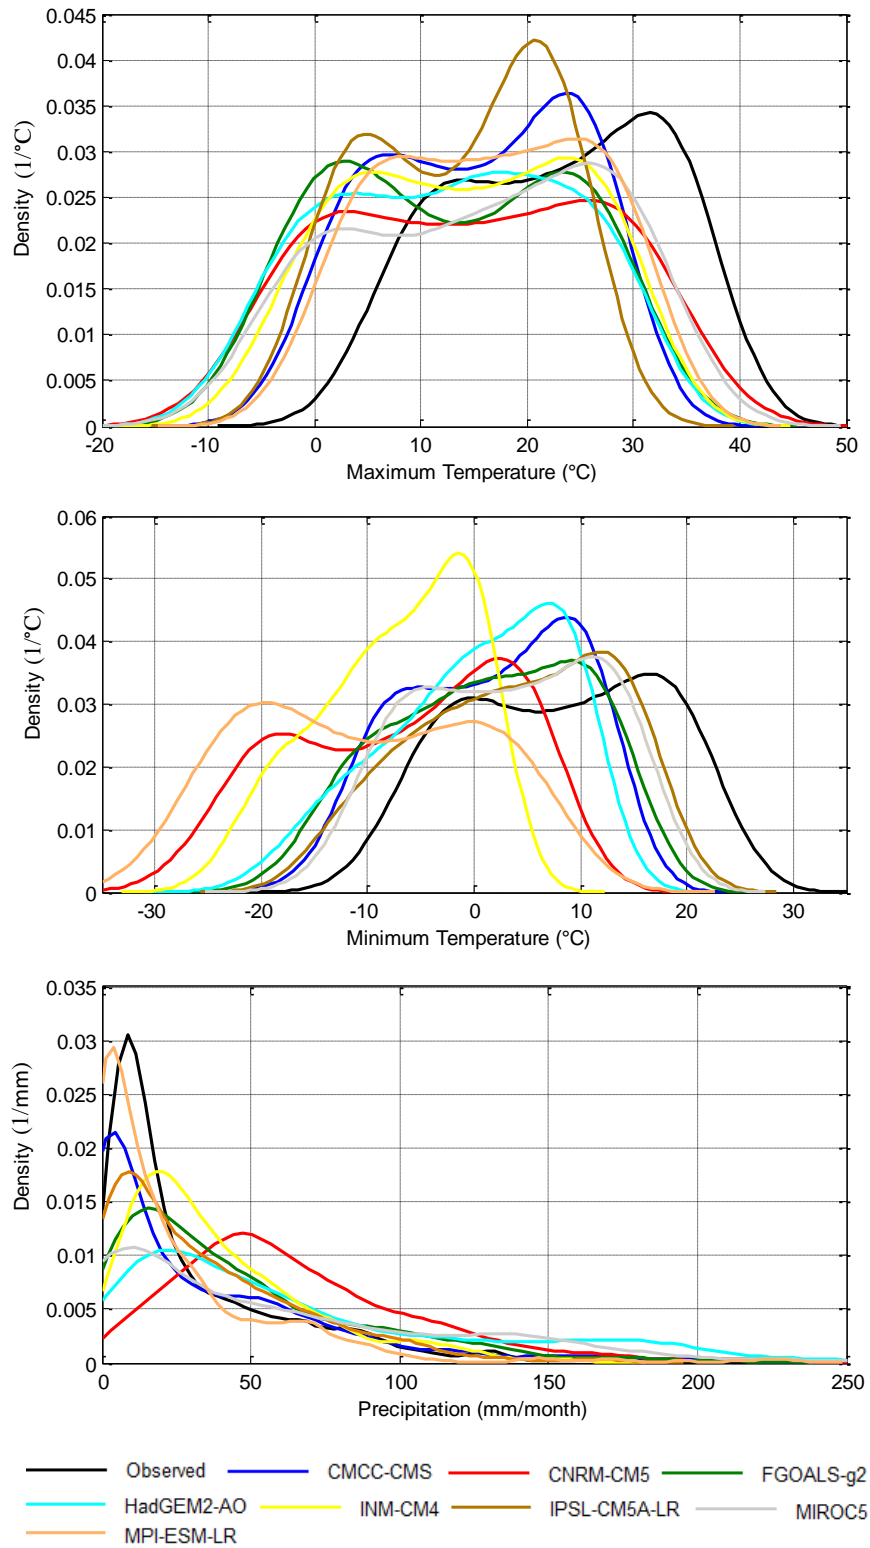 0.045
0.04
0.035
0.03
0.025
0.02
0.015
0.01
0.005
0
Density (1/°C)
-20 -10 0 10 20 30 40 50
Maximum Temperature (°C)
0.06
0.05
0.04
0.03
0.02
0.01
0
Density (1/°C)
-30 -20 -10 0 10 20 30
Minimum Temperature (°C)
0.035
0.03
0.025
0.02
0.015
0.01
0.005
0
Density (1/mm)
0 50 100 150 200 250
Precipitation (mm/month)
Observed CMCC-CMS CNRM-CM5 FGOALS-g2
HadGEM2-AO INM-CM4 IPSL-CM5A-LR MIROC5
MPI-ESM-LR